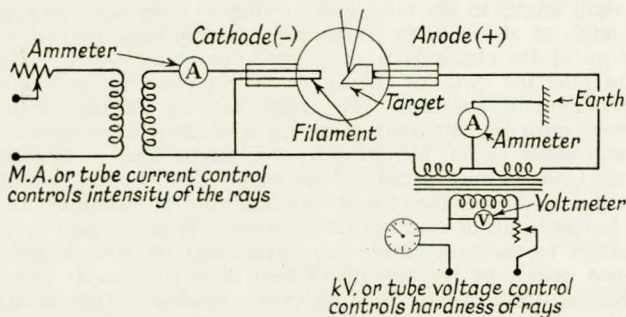 Ammeter
Cathode(-)
Anode (+)
A
Target
Earth
Filament
A
Ammeter
M.A. or tube current control
controls intensity of the rays
Voltmeter
V
kV. or tube voltage control
controls hardness of rays